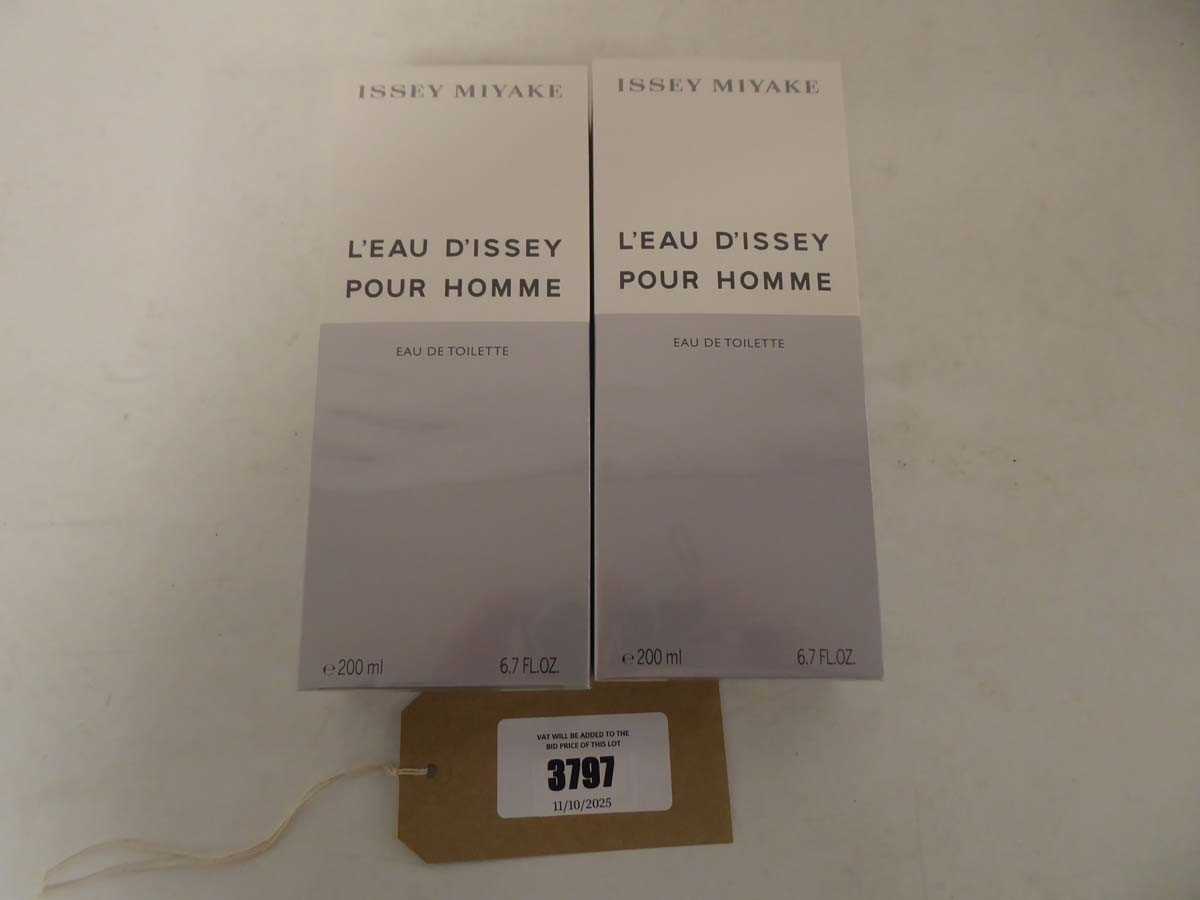 ISSEY MIYAKE
L'EAU D'ISSEY
POUR HOMME
EAU DE TOILETTE
℮200 ml 6.7 FL.OZ.
ISSEY MIYAKE
L'EAU D'ISSEY
POUR HOMME
EAU DE TOILETTE
℮200 ml 6.7 FL.OZ.
VAT WILL BE ADDED TO THE
BID PRICE OF THIS LOT
3797
11/10/2025